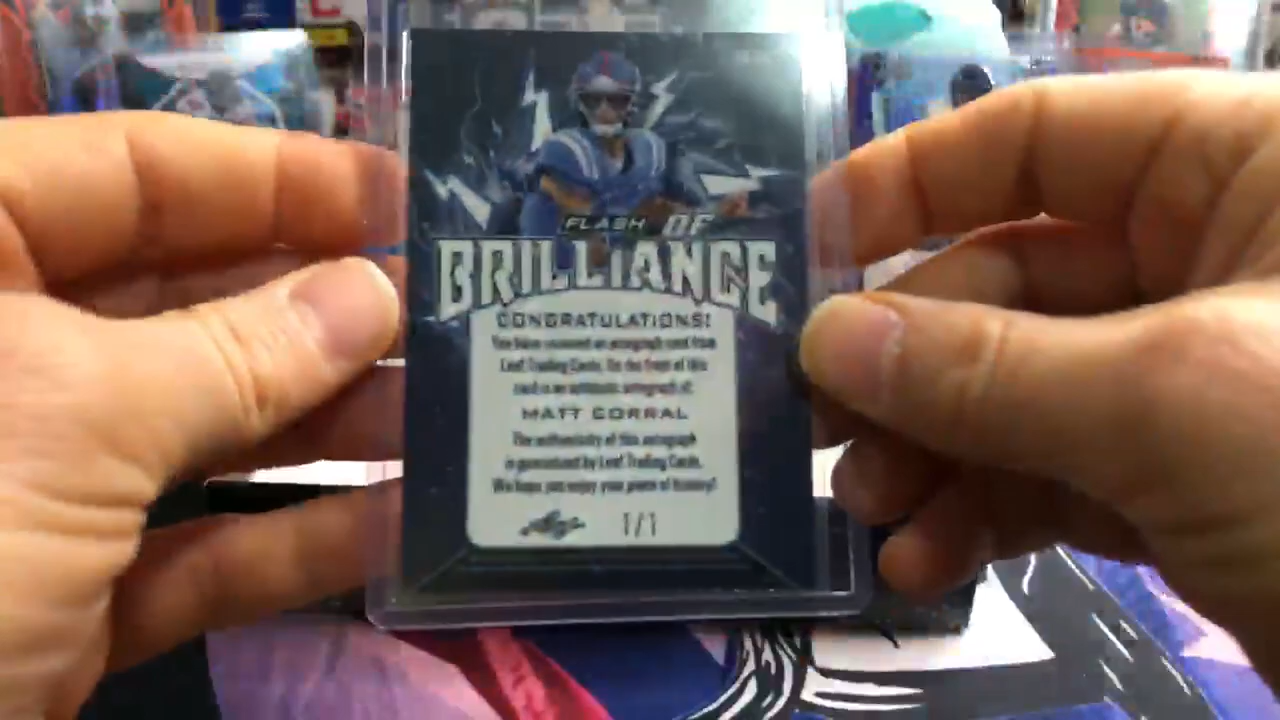 FLASH OF
BRILLIANCE
CONGRATULATIONS!
You have received an autograph card from
Leaf Trading Cards. On the front of this
card is an authentic autograph of:
MATT CORRAL
The authenticity of this autograph
is guaranteed by Leaf Trading Cards.
We hope you enjoy your piece of history!
Leaf 1/1